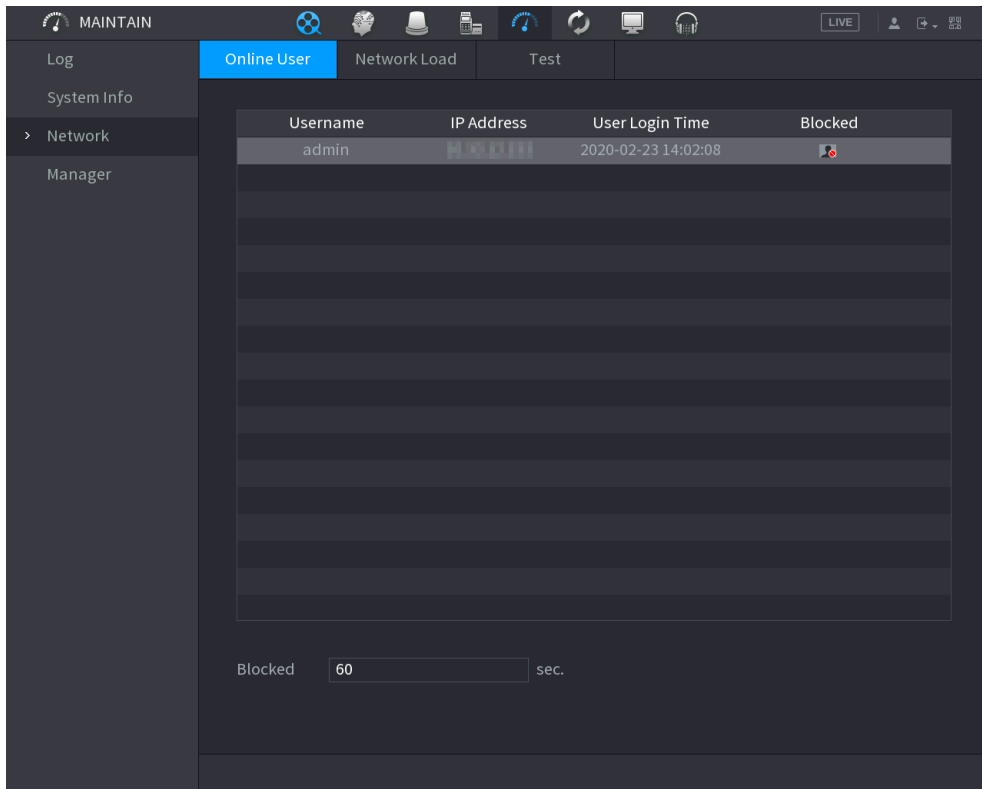 MAINTAIN
LIVE
Log
System Info
Network
Manager
Online User Network Load Test
Username IP Address User Login Time Blocked
admin 2020-02-23 14:02:08
Blocked 60 sec.